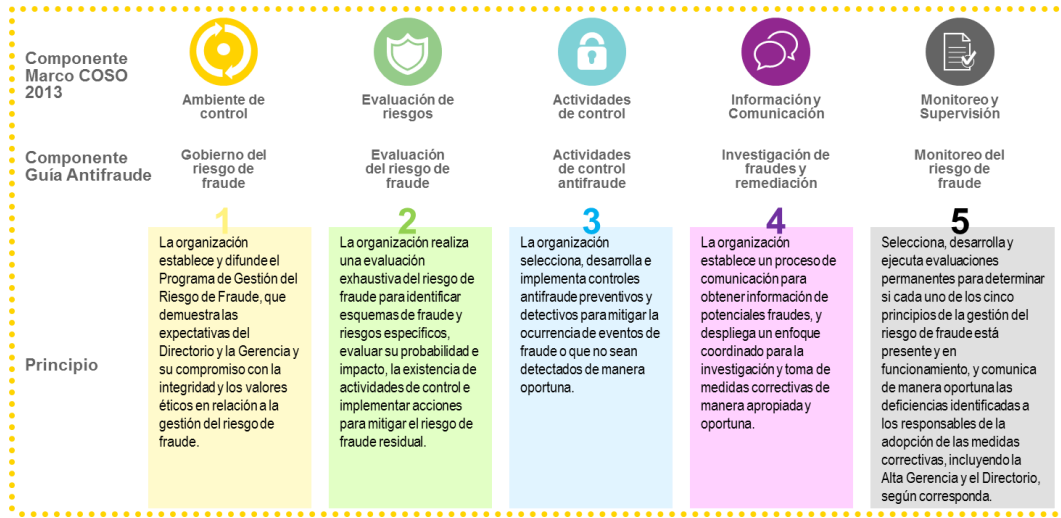 Componente
Marco COSO
2013
Ambiente de
control
Evaluación de
riesgos
Actividades
de control
Información y
Comunicación
Monitoreo y
Supervisión
Componente
Guía Antifraude
Gobierno del
riesgo de
fraude
Evaluación
del riesgo de
fraude
Actividades
de control
antifraude
Investigación de
fraudes y
remediación
Monitoreo del
riesgo de
fraude
Principio
1
La organización
establece y difunde el
Programa de Gestión del
Riesgo de Fraude, que
demuestra las
expectativas del
Directorio y la Gerencia y
su compromiso con la
integridad y los valores
éticos en relación a la
gestión del riesgo de
fraude.
2
La organización realiza
una evaluación
exhaustiva del riesgo de
fraude para identificar
esquemas de fraude y
riesgos específicos,
evaluar su probabilidad e
impacto, la existencia de
actividades de control e
implementar acciones
para mitigar el riesgo de
fraude residual.
3
La organización
selecciona, desarrolla e
implementa controles
antifraude preventivos y
detectivos para mitigar la
ocurrencia de eventos de
fraude o que no sean
detectados de manera
oportuna.
4
La organización
establece un proceso de
comunicación para
obtener información de
potenciales fraudes, y
despliega un enfoque
coordinado para la
investigación y toma de
medidas correctivas de
manera apropiada y
oportuna.
5
Selecciona, desarrolla y
ejecuta evaluaciones
permanentes para determinar
si cada uno de los cinco
principios de la gestión del
riesgo de fraude está
presente y en
funcionamiento, y comunica
de manera oportuna las
deficiencias identificadas a
los responsables de la
adopción de las medidas
correctivas, incluyendo la
Alta Gerencia y el Directorio,
según corresponda.